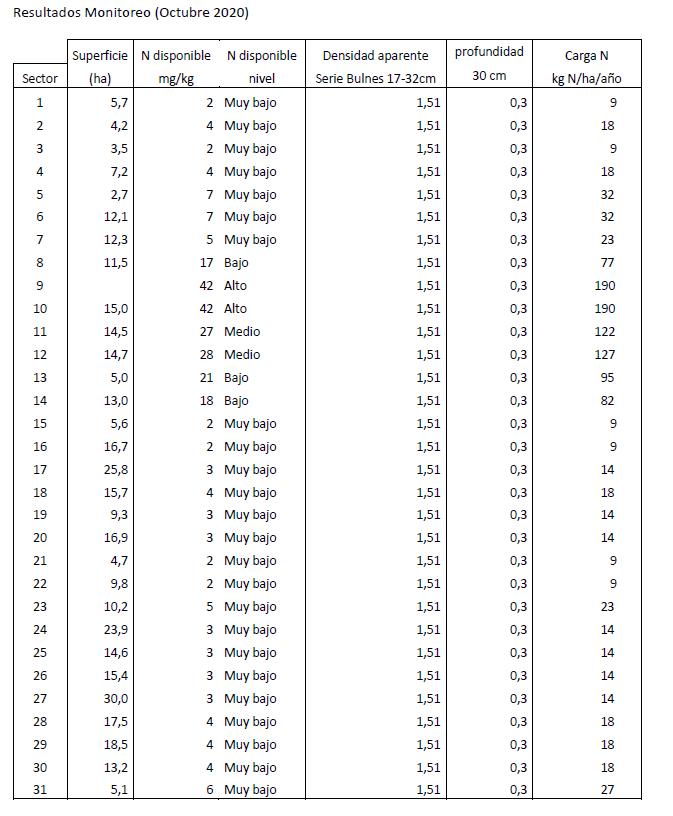 Resultados Monitoreo (Octubre 2020)
Superficie N disponible N disponible Densidad aparente profundidad Carga N
Sector (ha) mg/kg nivel Serie Bulnes 17-32cm 30 cm kg N/ha/año
1 5,7 2 Muy bajo 1,51 0,3 9
2 4,2 4 Muy bajo 1,51 0,3 18
3 3,5 2 Muy bajo 1,51 0,3 9
4 7,2 4 Muy bajo 1,51 0,3 18
5 2,7 7 Muy bajo 1,51 0,3 32
6 12,1 7 Muy bajo 1,51 0,3 32
7 12,3 5 Muy bajo 1,51 0,3 23
8 11,5 17 Bajo 1,51 0,3 77
9 42 Alto 1,51 0,3 190
10 15,0 42 Alto 1,51 0,3 190
11 14,5 27 Medio 1,51 0,3 122
12 14,7 28 Medio 1,51 0,3 127
13 5,0 21 Bajo 1,51 0,3 95
14 13,0 18 Bajo 1,51 0,3 82
15 5,6 2 Muy bajo 1,51 0,3 9
16 16,7 2 Muy bajo 1,51 0,3 9
17 25,8 3 Muy bajo 1,51 0,3 14
18 15,7 4 Muy bajo 1,51 0,3 18
19 9,3 3 Muy bajo 1,51 0,3 14
20 16,9 3 Muy bajo 1,51 0,3 14
21 4,7 2 Muy bajo 1,51 0,3 9
22 9,8 2 Muy bajo 1,51 0,3 9
23 10,2 5 Muy bajo 1,51 0,3 23
24 23,9 3 Muy bajo 1,51 0,3 14
25 14,6 3 Muy bajo 1,51 0,3 14
26 15,4 3 Muy bajo 1,51 0,3 14
27 30,0 3 Muy bajo 1,51 0,3 14
28 17,5 4 Muy bajo 1,51 0,3 18
29 18,5 4 Muy bajo 1,51 0,3 18
30 13,2 4 Muy bajo 1,51 0,3 18
31 5,1 6 Muy bajo 1,51 0,3 27